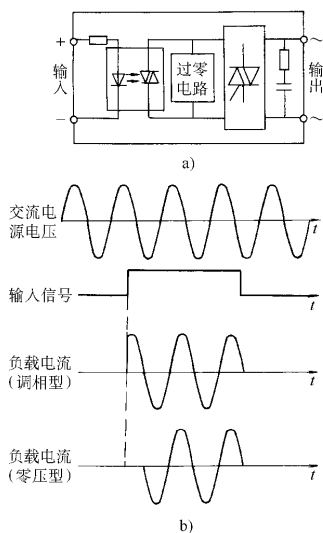 +
输入
−
过零
电路
~
输出
~
a)
交流电
源电压
t
输入信号
t
负载电流
(调相型)
t
负载电流
(零压型)
t
b)